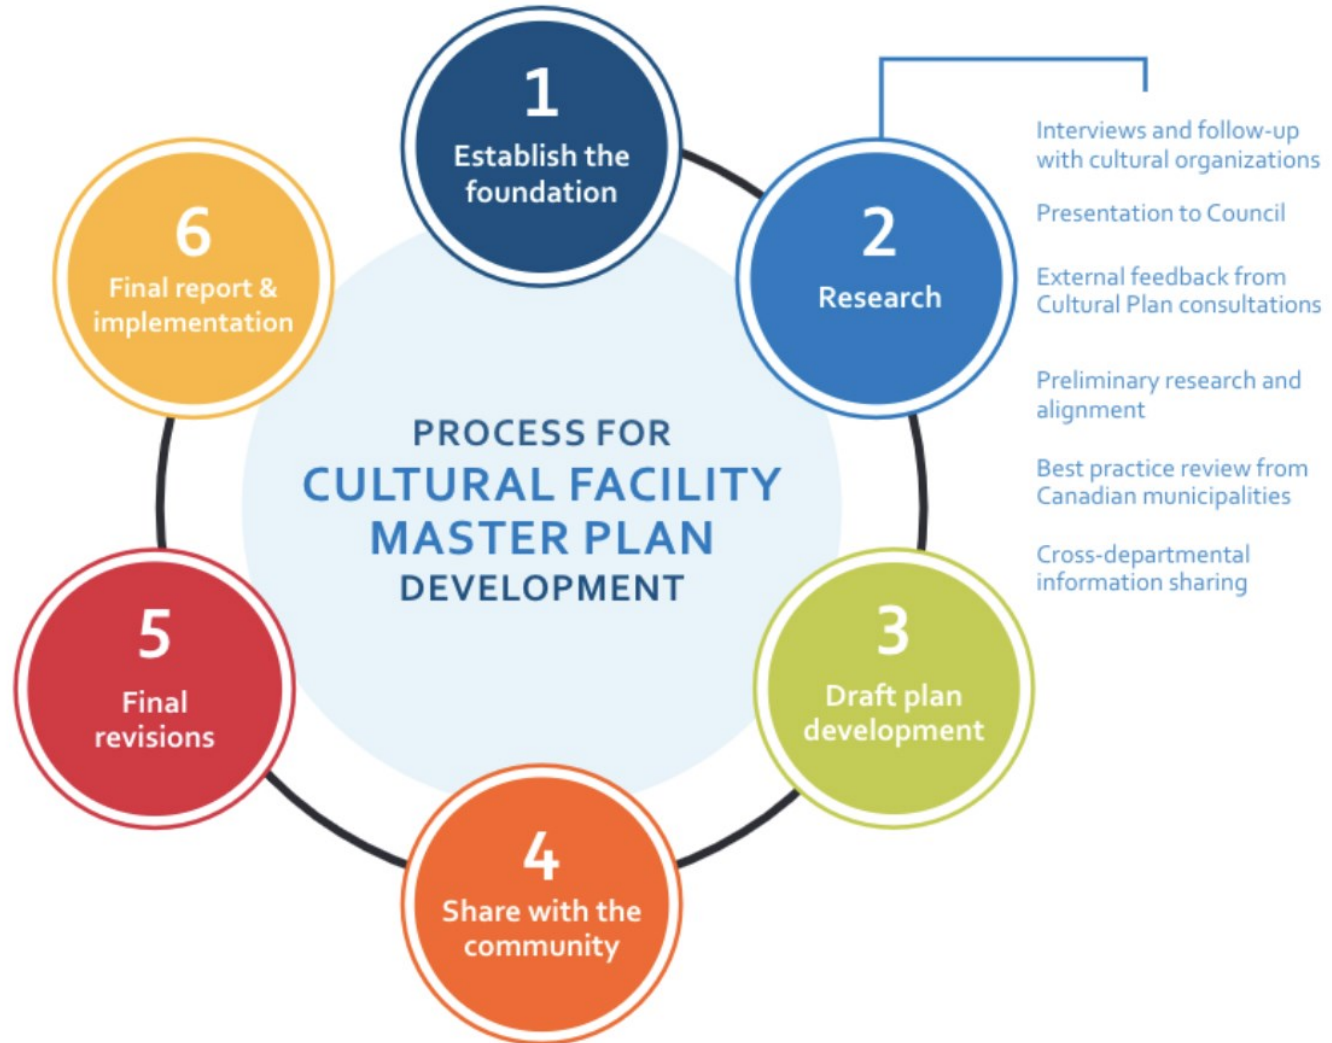 1
Establish the
foundation
2
Research
Interviews and follow-up
with cultural organizations
Presentation to Council
External feedback from
Cultural Plan consultations
Preliminary research and
alignment
Best practice review from
Canadian municipalities
Cross-departmental
information sharing
3
Draft plan
development
4
Share with the
community
5
Final
revisions
6
Final report &
implementation
PROCESS FOR
CULTURAL FACILITY
MASTER PLAN
DEVELOPMENT